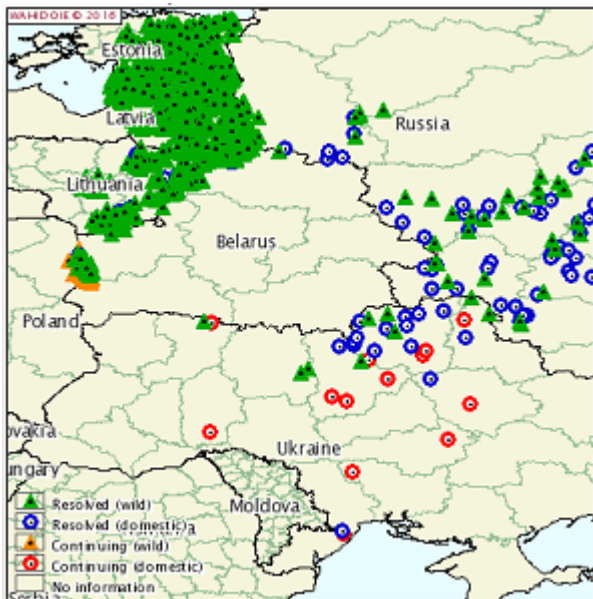 WAHID©OIE © 2016
Estonia
Latvia
Russia
Lithuania
Belarus
Poland
ovakia
Ukraine
ungary
Moldova
Resolved (wild)
Resolved (domestic)
Continuing (wild)
Continuing (domestic)
No information